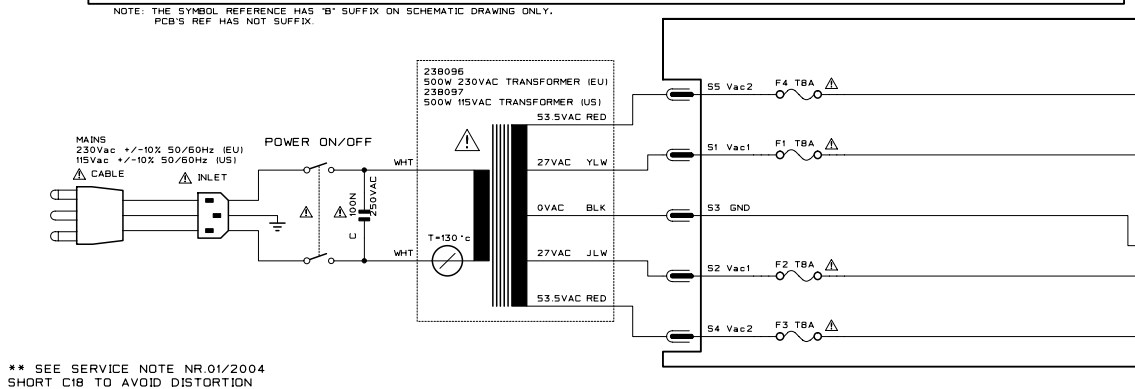 NOTE: THE SYMBOL REFERENCE HAS "B" SUFFIX ON SCHEMATIC DRAWING ONLY,
PCB'S REF HAS NOT SUFFIX.
238096
500W 230VAC TRANSFORMER (EU)
238097
500W 115VAC TRANSFORMER (US)
53.5VAC RED
S5 Vac2
F4 T8A
MAINS
230Vac +/-10% 50/60Hz (EU)
115Vac +/-10% 50/60Hz (US)
CABLE
INLET
POWER ON/OFF
WHT
27VAC YLW
S1 Vac1
F1 T8A
C 100N
250VAC
0VAC BLK
S3 GND
T=130°c
WHT
27VAC JLW
S2 Vac1
F2 T8A
53.5VAC RED
S4 Vac2
F3 T8A
** SEE SERVICE NOTE NR.01/2004
SHORT C18 TO AVOID DISTORTION